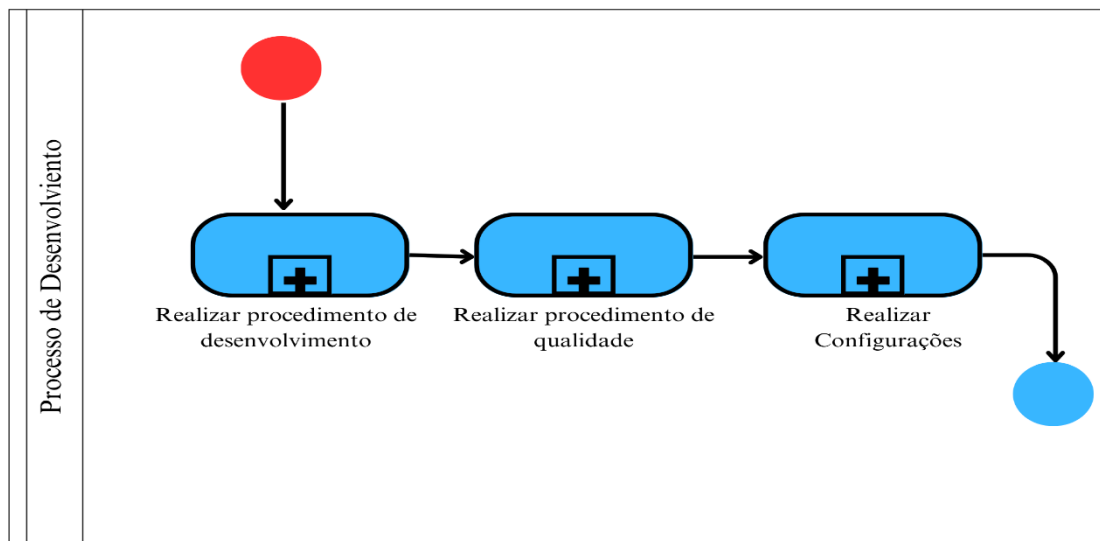 Processo de Desenvolviento
Realizar procedimento de
desenvolvimento
Realizar procedimento de
qualidade
Realizar
Configurações